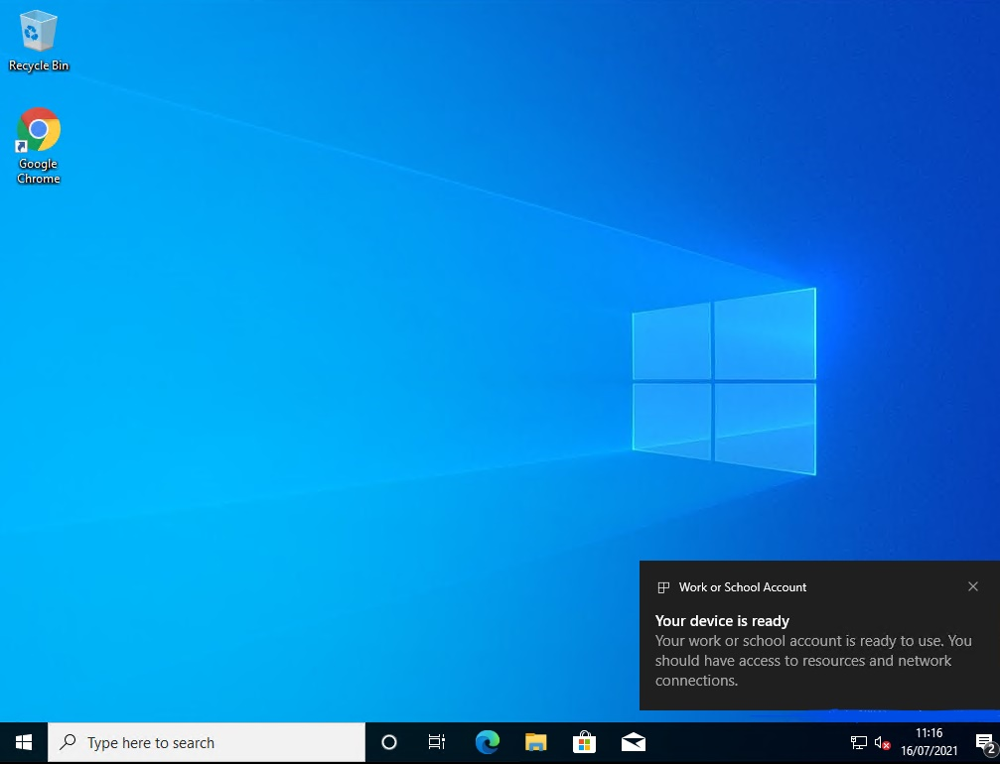 Recycle Bin
Google
Chrome
Work or School Account
Your device is ready
Your work or school account is ready to use. You
should have access to resources and network
connections.
Type here to search
11:16
16/07/2021
2